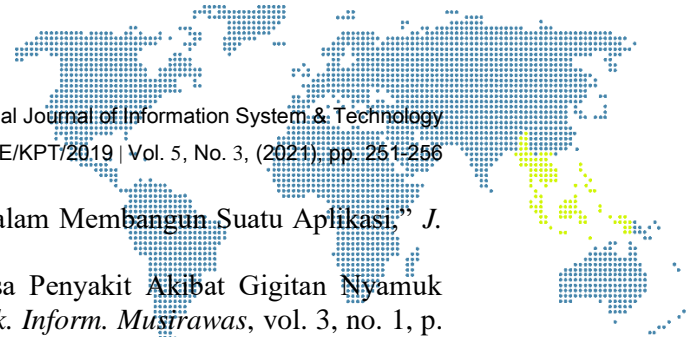 al Journal of Information System & Technology
E/KPT/2019 | Vol. 5, No. 3, (2021), pp. 251-256
alam Membangun Suatu Aplikasi,” J.
sa Penyakit Akibat Gigitan Nyamuk
k. Inform. Musirawas, vol. 3, no. 1, p.